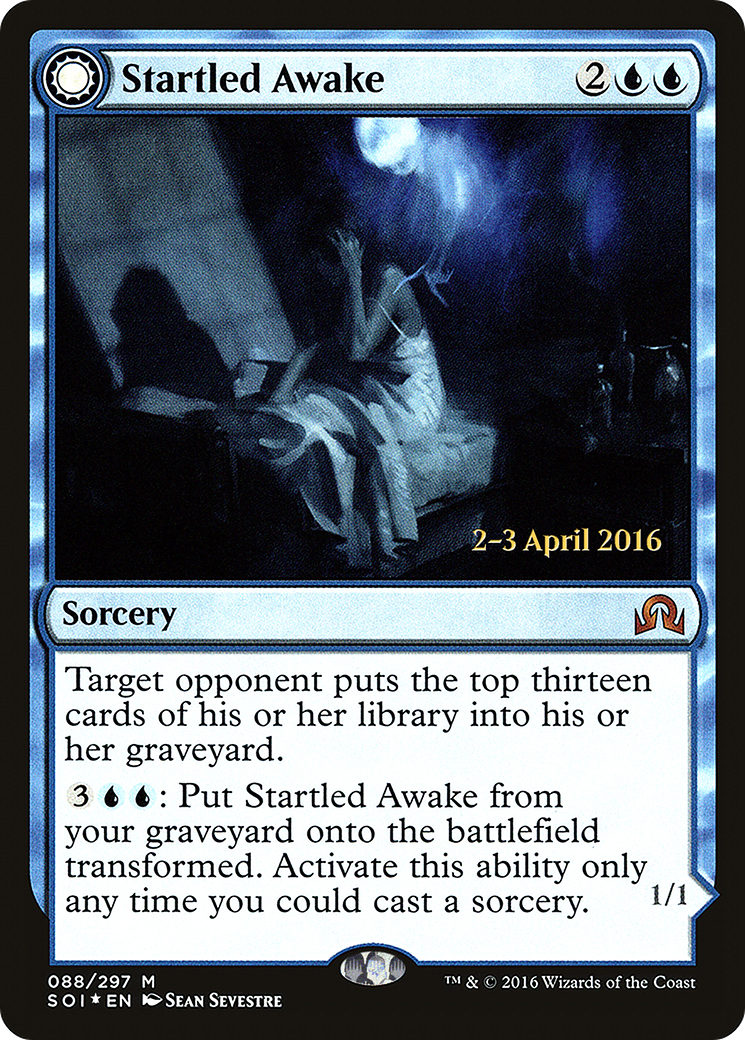 Startled Awake 2
2–3 April 2016
Sorcery
Target opponent puts the top thirteen
cards of his or her library into his or
her graveyard.
3 : Put Startled Awake from
your graveyard onto the battlefield
transformed. Activate this ability only
any time you could cast a sorcery.
1/1
088/297 M
SOI★EN Sean Sevestre
™ & © 2016 Wizards of the Coast